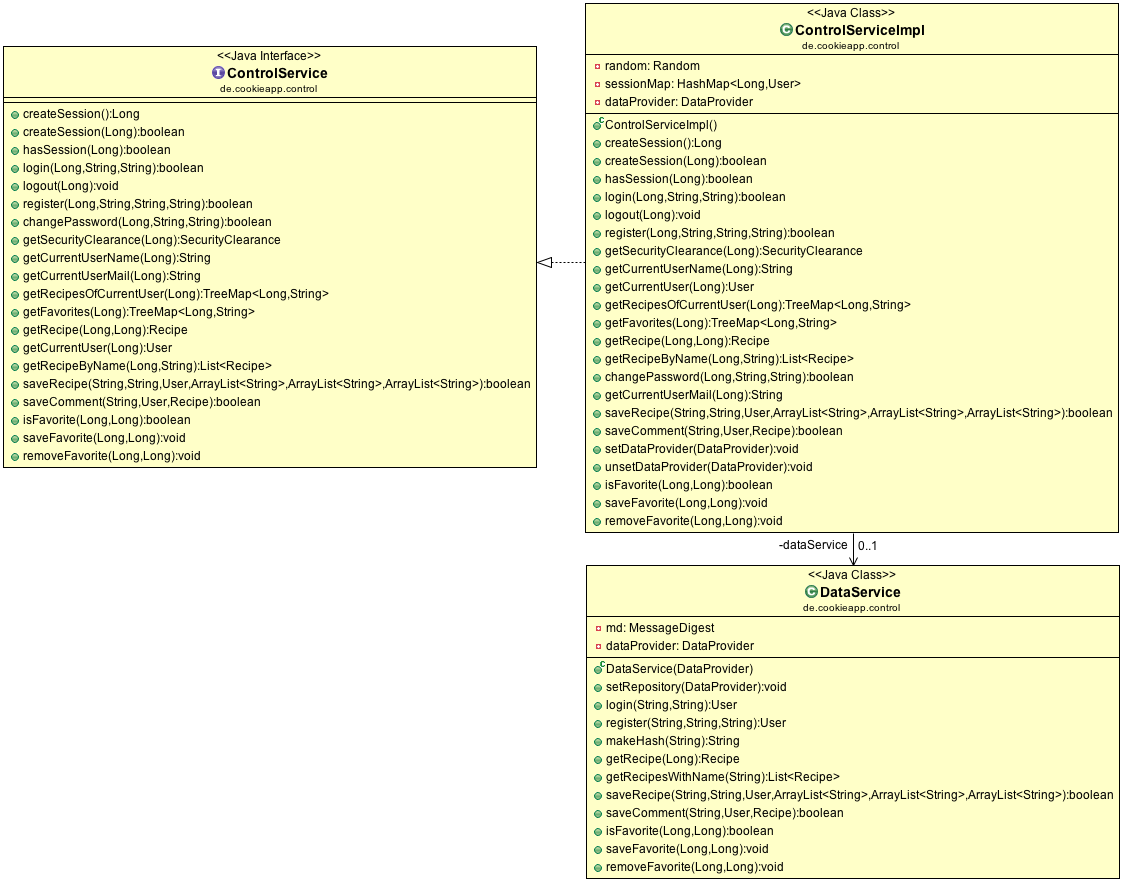 <<Java Interface>>
ControlService
de.cookieapp.control
createSession():Long
createSession(Long):boolean
hasSession(Long):boolean
login(Long,String,String):boolean
logout(Long):void
register(Long,String,String,String):boolean
changePassword(Long,String,String):boolean
getSecurityClearance(Long):SecurityClearance
getCurrentUserName(Long):String
getCurrentUserMail(Long):String
getRecipesOfCurrentUser(Long):TreeMap<Long,String>
getFavorites(Long):TreeMap<Long,String>
getRecipe(Long,Long):Recipe
getCurrentUser(Long):User
getRecipeByName(Long,String):List<Recipe>
saveRecipe(String,String,User,ArrayList<String>,ArrayList<String>,ArrayList<String>):boolean
saveComment(String,User,Recipe):boolean
isFavorite(Long,Long):boolean
saveFavorite(Long,Long):void
removeFavorite(Long,Long):void
<<Java Class>>
ControlServiceImpl
de.cookieapp.control
random: Random
sessionMap: HashMap<Long,User>
dataProvider: DataProvider
ControlServiceImpl()
createSession():Long
createSession(Long):boolean
hasSession(Long):boolean
login(Long,String,String):boolean
logout(Long):void
register(Long,String,String,String):boolean
getSecurityClearance(Long):SecurityClearance
getCurrentUserName(Long):String
getCurrentUser(Long):User
getRecipesOfCurrentUser(Long):TreeMap<Long,String>
getFavorites(Long):TreeMap<Long,String>
getRecipe(Long,Long):Recipe
getRecipeByName(Long,String):List<Recipe>
changePassword(Long,String,String):boolean
getCurrentUserMail(Long):String
saveRecipe(String,String,User,ArrayList<String>,ArrayList<String>,ArrayList<String>):boolean
saveComment(String,User,Recipe):boolean
setDataProvider(DataProvider):void
unsetDataProvider(DataProvider):void
isFavorite(Long,Long):boolean
saveFavorite(Long,Long):void
removeFavorite(Long,Long):void
-dataService 0..1
<<Java Class>>
DataService
de.cookieapp.control
md: MessageDigest
dataProvider: DataProvider
DataService(DataProvider)
setRepository(DataProvider):void
login(String,String):User
register(String,String,String):User
makeHash(String):String
getRecipe(Long):Recipe
getRecipesWithName(String):List<Recipe>
saveRecipe(String,String,User,ArrayList<String>,ArrayList<String>,ArrayList<String>):boolean
saveComment(String,User,Recipe):boolean
isFavorite(Long,Long):boolean
saveFavorite(Long,Long):void
removeFavorite(Long,Long):void